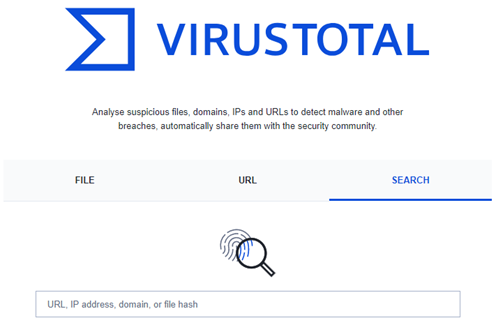 VIRUSTOTAL
Analyse suspicious files, domains, IPs and URLs to detect malware and other
breaches, automatically share them with the security community.
FILE URL SEARCH
URL, IP address, domain, or file hash